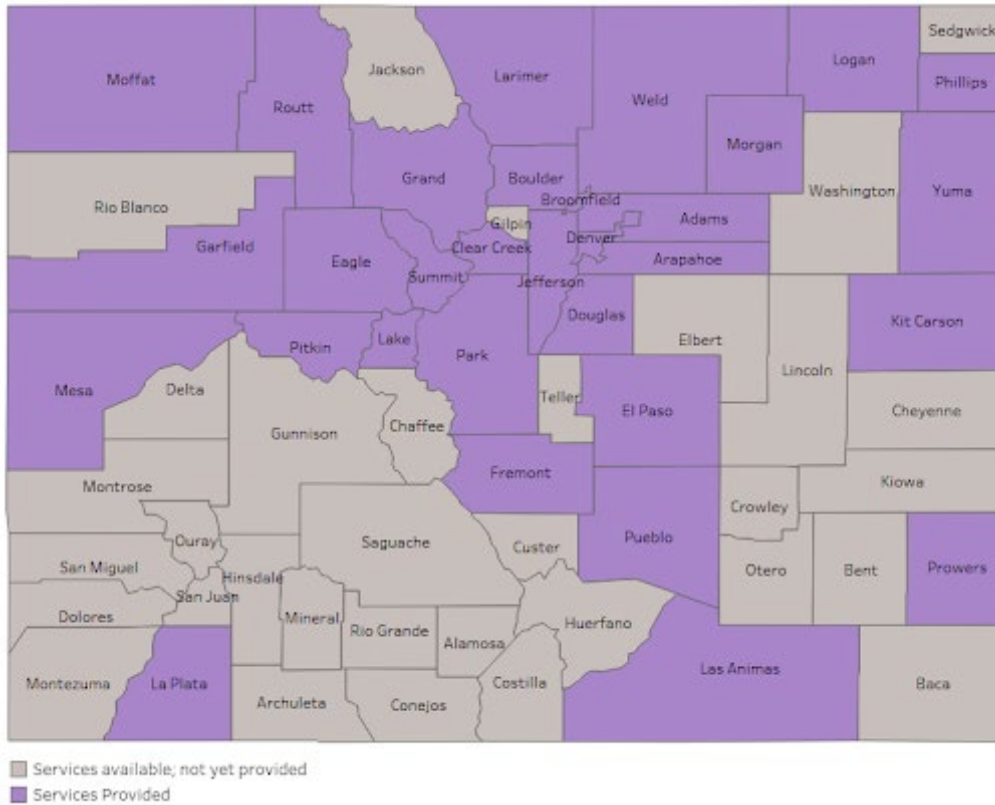 Sedgwick
Logan
Jackson
Larimer
Moffat
Phillips
Weld
Routt
Morgan
Grand
Boulder
Washington
Yuma
Broomfield
Rio Blanco
Adams
Gilpin
Denver
Garfield
Clear Creek
Arapahoe
Eagle
Summit
Jefferson
Douglas
Kit Carson
Lake
Elbert
Pitkin
Park
Lincoln
Mesa
Delta
Teller
El Paso
Cheyenne
Chaffee
Gunnison
Fremont
Kiowa
Montrose
Crowley
Pueblo
Ouray
Saguache
Custer
San Miguel
Otero
Bent
Prowers
Hinsdale
San Juan
Dolores
Mineral
Huerfano
Rio Grande
Alamosa
Las Animas
Montezuma
La Plata
Costilla
Baca
Archuleta
Conejos
Services available; not yet provided
Services Provided